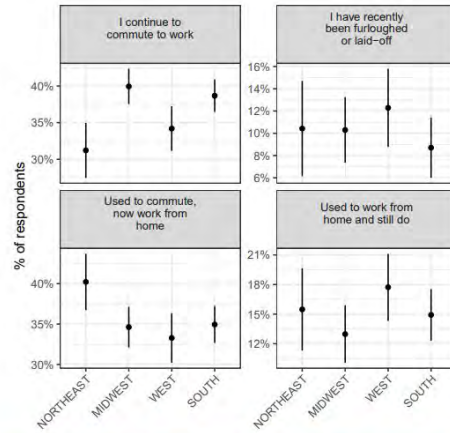 I continue to
commute to work
I have recently
been furloughed
or laid−off
40%
35%
30%
16%
14%
12%
10%
8%
6%
Used to commute,
now work from
home
Used to work from
home and still do
40%
35%
30%
21%
18%
15%
12%
% of respondents
NORTHEAST
MIDWEST
WEST
SOUTH
NORTHEAST
MIDWEST
WEST
SOUTH